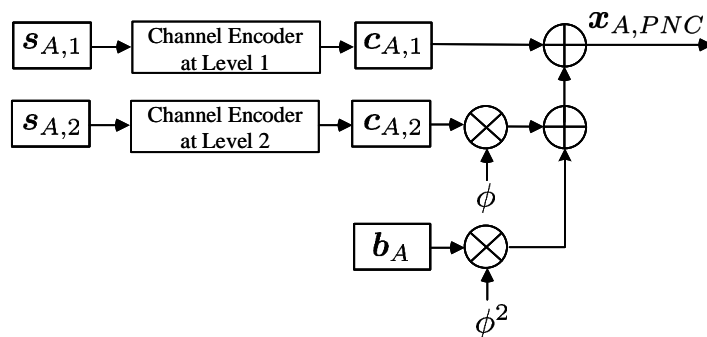 s_{A,1}
Channel Encoder
at Level 1
c_{A,1}
x_{A,PNC}
s_{A,2}
Channel Encoder
at Level 2
c_{A,2}
ϕ
b_A
ϕ^2